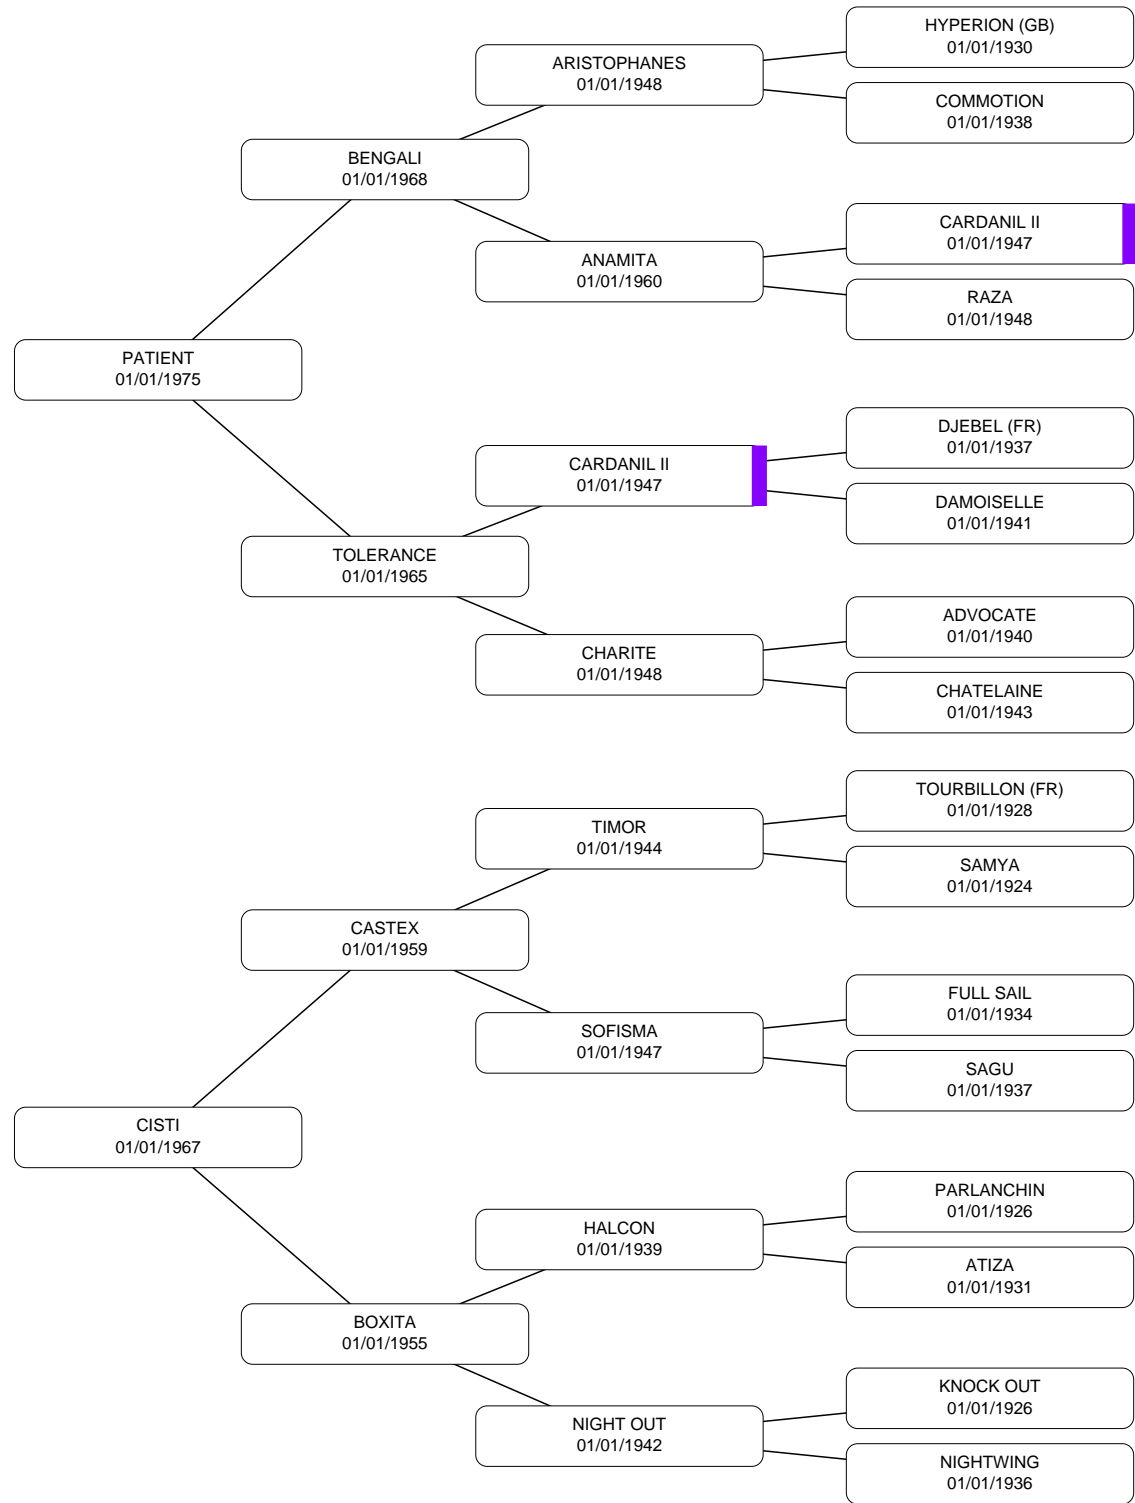 HYPERION (GB)
01/01/1930
ARISTOPHANES
01/01/1948
COMMOTION
01/01/1938
BENGALI
01/01/1968
CARDANIL II
01/01/1947
ANAMITA
01/01/1960
RAZA
01/01/1948
PATIENT
01/01/1975
DJEBEL (FR)
01/01/1937
CARDANIL II
01/01/1947
DAMOISELLE
01/01/1941
TOLERANCE
01/01/1965
ADVOCATE
01/01/1940
CHARITE
01/01/1948
CHATELAINE
01/01/1943
TOURBILLON (FR)
01/01/1928
TIMOR
01/01/1944
SAMYA
01/01/1924
CASTEX
01/01/1959
FULL SAIL
01/01/1934
SOFISMA
01/01/1947
SAGU
01/01/1937
CISTI
01/01/1967
PARLANCHIN
01/01/1926
HALCON
01/01/1939
ATIZA
01/01/1931
BOXITA
01/01/1955
KNOCK OUT
01/01/1926
NIGHT OUT
01/01/1942
NIGHTWING
01/01/1936